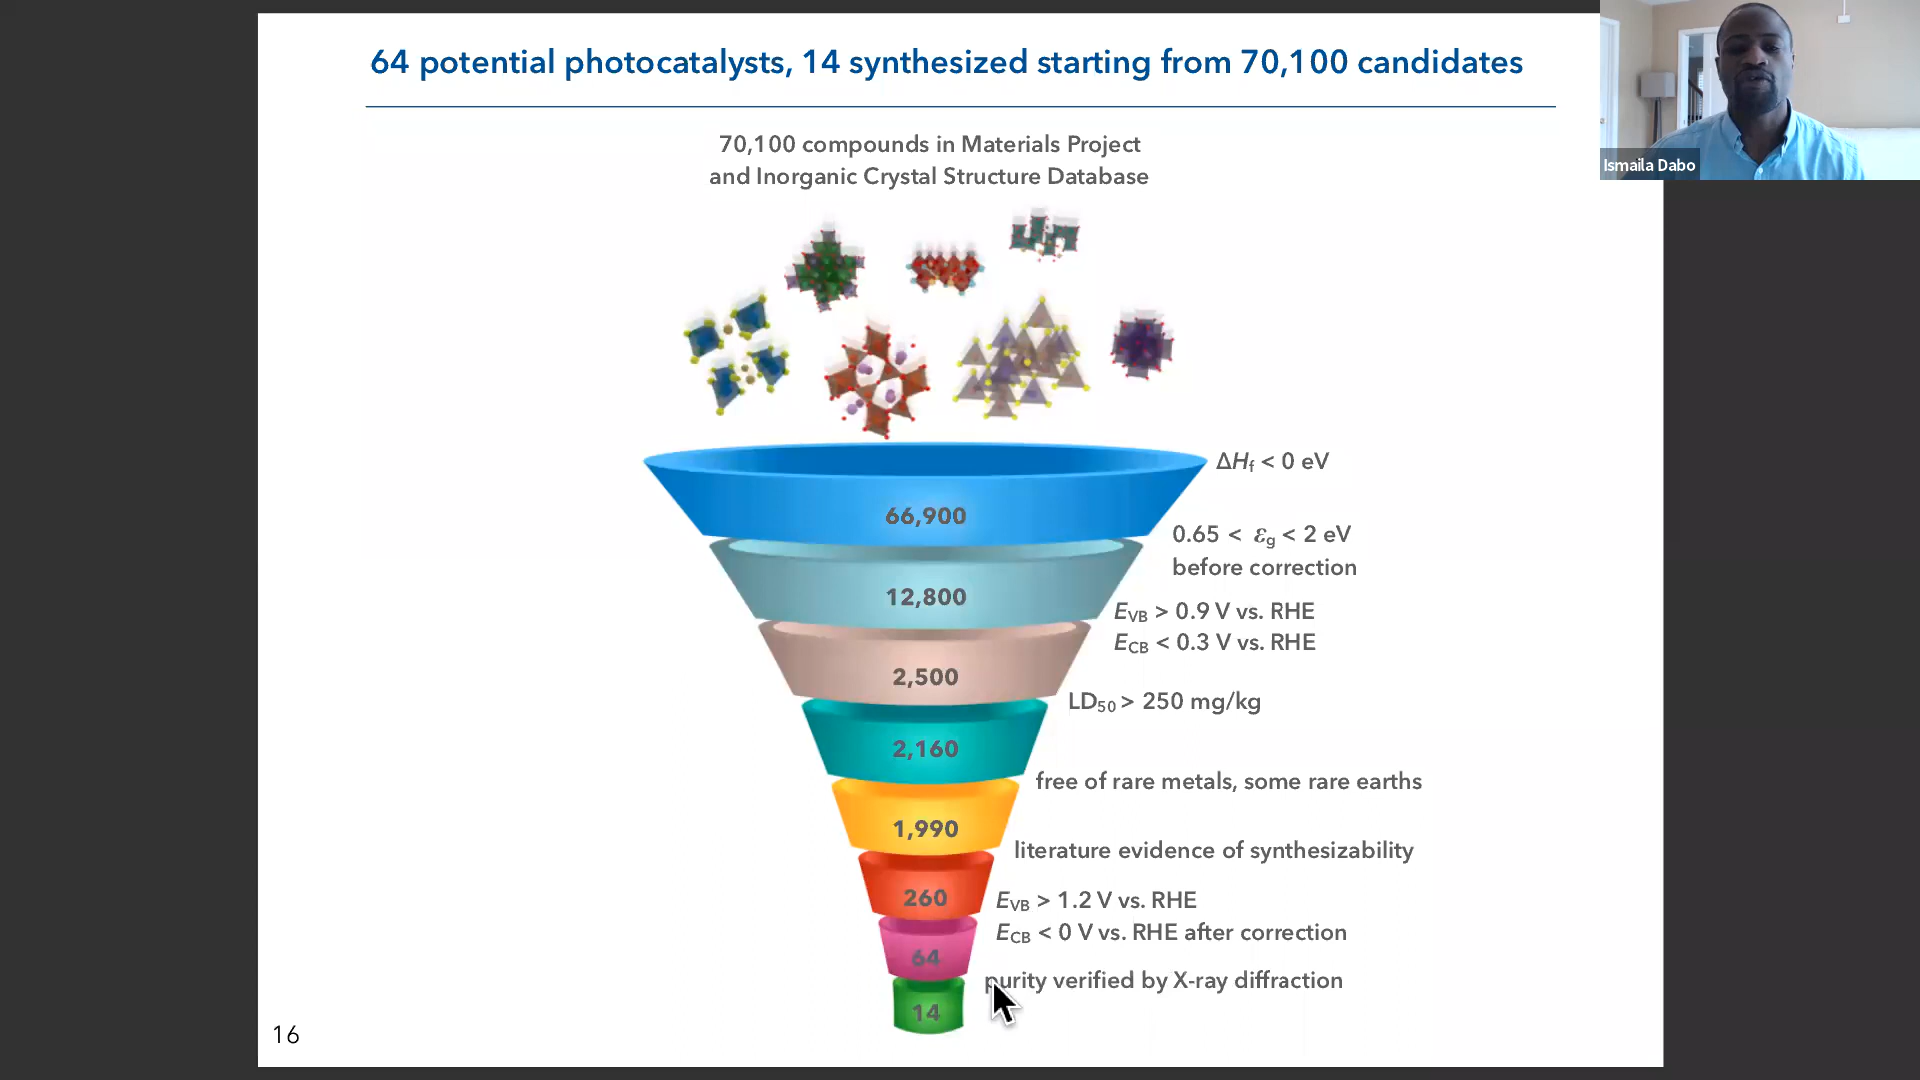 64 potential photocatalysts, 14 synthesized starting from 70,100 candidates
Ismaila Dabo
70,100 compounds in Materials Project
and Inorganic Crystal Structure Database
ΔHf < 0 eV
66,900
0.65 < εg < 2 eV
before correction
12,800
EVB > 0.9 V vs. RHE
ECB < 0.3 V vs. RHE
2,500
LD50 > 250 mg/kg
2,160
free of rare metals, some rare earths
1,990
literature evidence of synthesizability
260
EVB > 1.2 V vs. RHE
ECB < 0 V vs. RHE after correction
64
purity verified by X-ray diffraction
14
16